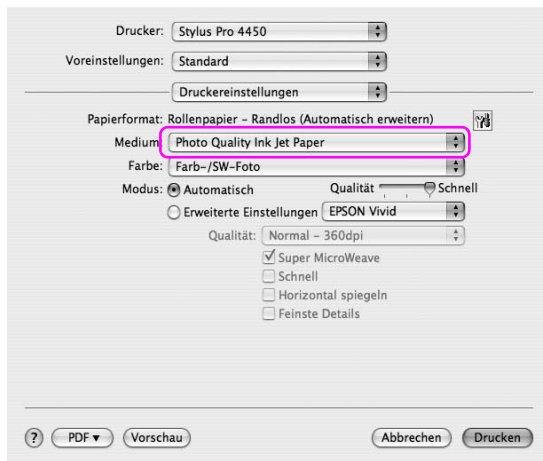 Drucker: Stylus Pro 4450
Voreinstellungen: Standard
Druckereinstellungen
Papierformat: Rollenpapier – Randlos (Automatisch erweitern)
Medium: Photo Quality Ink Jet Paper
Farbe: Farb-/SW-Foto
Modus: Automatisch Qualität Schnell
Erweiterte Einstellungen EPSON Vivid
Qualität: Normal – 360dpi
Super MicroWeave
Schnell
Horizontal spiegeln
Feinste Details
? PDF Vorschau Abbrechen Drucken